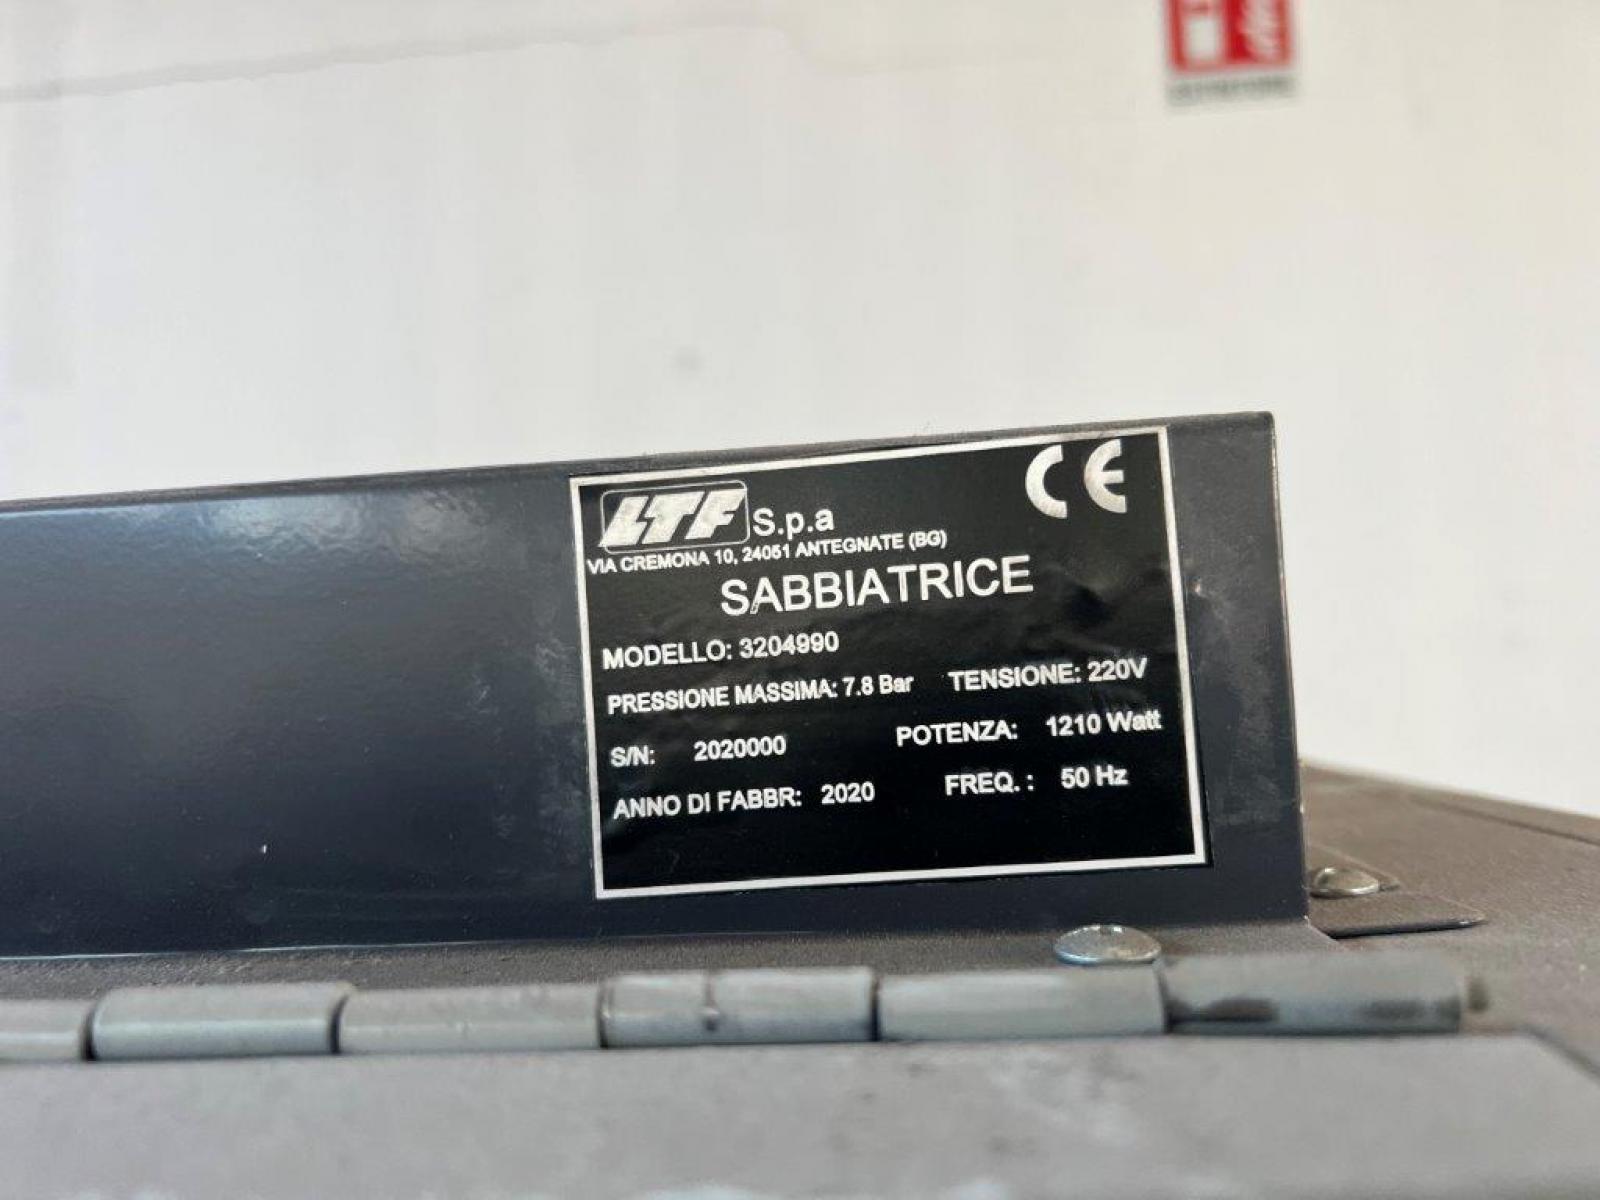 LTF S.p.a CE
VIA CREMONA 10, 24051 ANTEGNATE (BG)
SABBIATRICE
MODELLO: 3204990
PRESSIONE MASSIMA: 7.8 Bar TENSIONE: 220V
S/N: 2020000 POTENZA: 1210 Watt
ANNO DI FABBR: 2020 FREQ. : 50 Hz